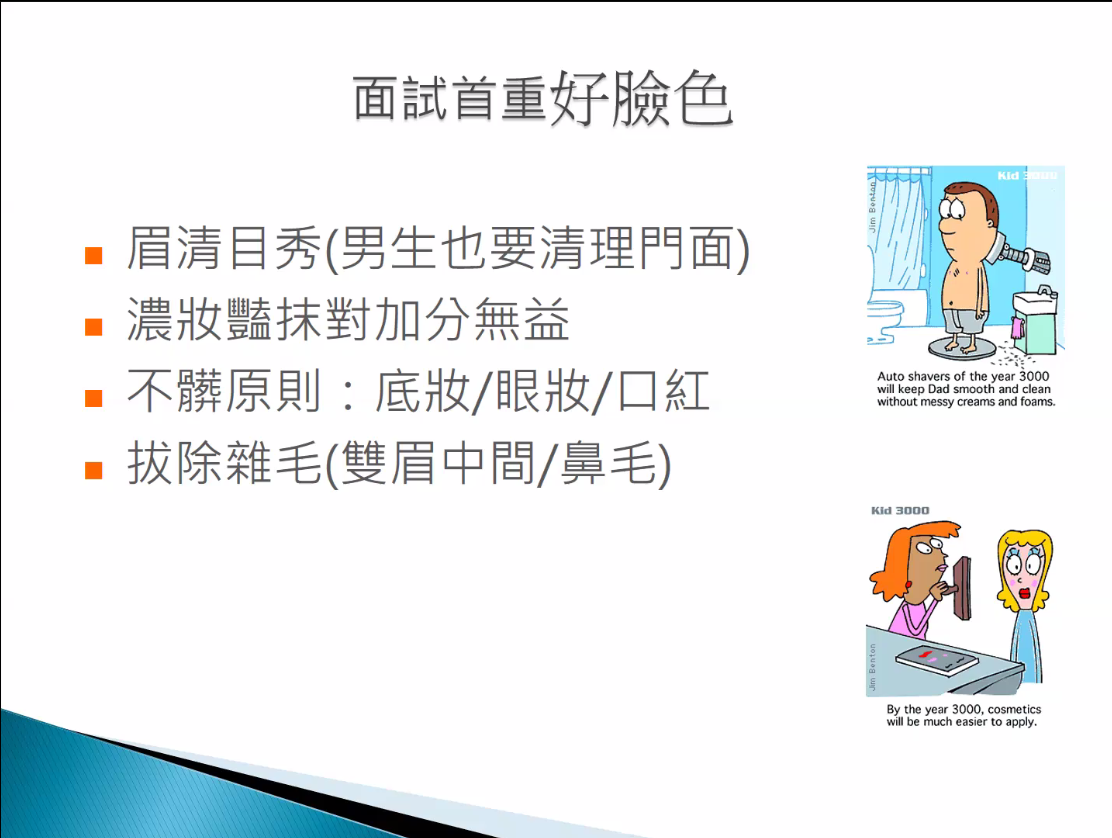 面試首重好臉色
眉清目秀(男生也要清理門面)
濃妝豔抹對加分無益
不髒原則：底妝/眼妝/口紅
拔除雜毛(雙眉中間/鼻毛)
Kid 3000
Jim Benton
Auto shavers of the year 3000
will keep Dad smooth and clean
without messy creams and foams.
Kid 3000
Jim Benton
By the year 3000, cosmetics
will be much easier to apply.